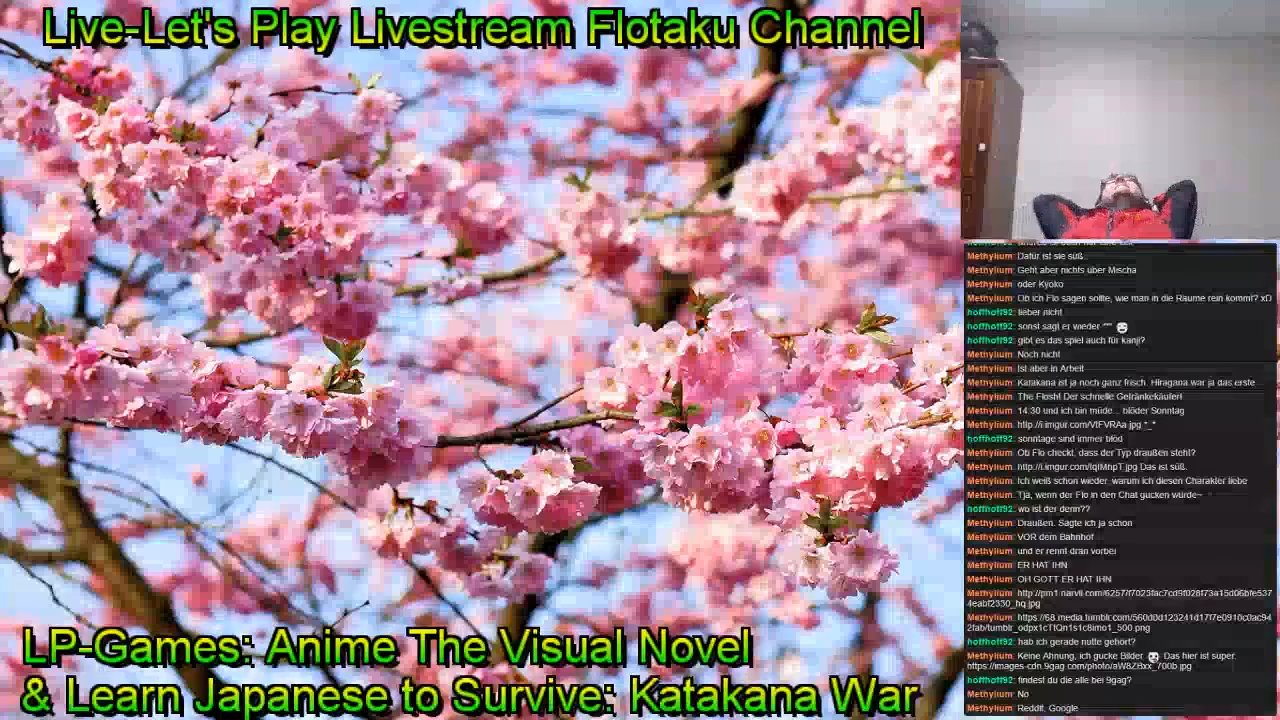 Live-Let's Play Livestream Flotaku Channel
Methylium: Dafür ist sie süß.
Methylium: Geht aber nichts über Mischa
Methylium: oder Kyoko
Methylium: Ob ich Flo sagen sollte, wie man in die Räume rein kommt? xD
hoffhoff92: lieber nicht
hoffhoff92: sonst sagt er wieder ***
hoffhoff92: gibt es das spiel auch für kanji?
Methylium: Noch nicht
Methylium: Ist aber in Arbeit
Methylium: Katakana ist ja noch ganz frisch. Hiragana war ja das erste
Methylium: The Flosh! Der schnelle Getränkekäufer!
Methylium: 14:30 und ich bin müde... blöder Sonntag
Methylium: http://i.imgur.com/VfFVRAa.jpg *_*
hoffhoff92: sonntage sind immer blöd
Methylium: Ob Flo checkt, dass der Typ draußen steht?
Methylium: Das ist süß.
Methylium: Ich weiß schon wieder, warum ich diesen Charakter liebe
Methylium: Tja, wenn der Flo in den Chat gucken würde~
hoffhoff92: wo ist der denn??
Methylium: Draußen. Sagte ich ja schon
Methylium: VOR dem Bahnhof
Methylium: und er rennt dran vorbei
Methylium: ER HAT IHN
Methylium: OH GOTT ER HAT IHN
Methylium:
Methylium:
hoffhoff92: hab ich gerade nutte gehört?
Methylium: Keine Ahnung, ich gucke Bilder Das hier ist super.
hoffhoff92: findest du die alle bei 9gag?
Methylium: No
Methylium: Reddit, Google
LP-Games: Anime The Visual Novel
& Learn Japanese to Survive: Katakana War